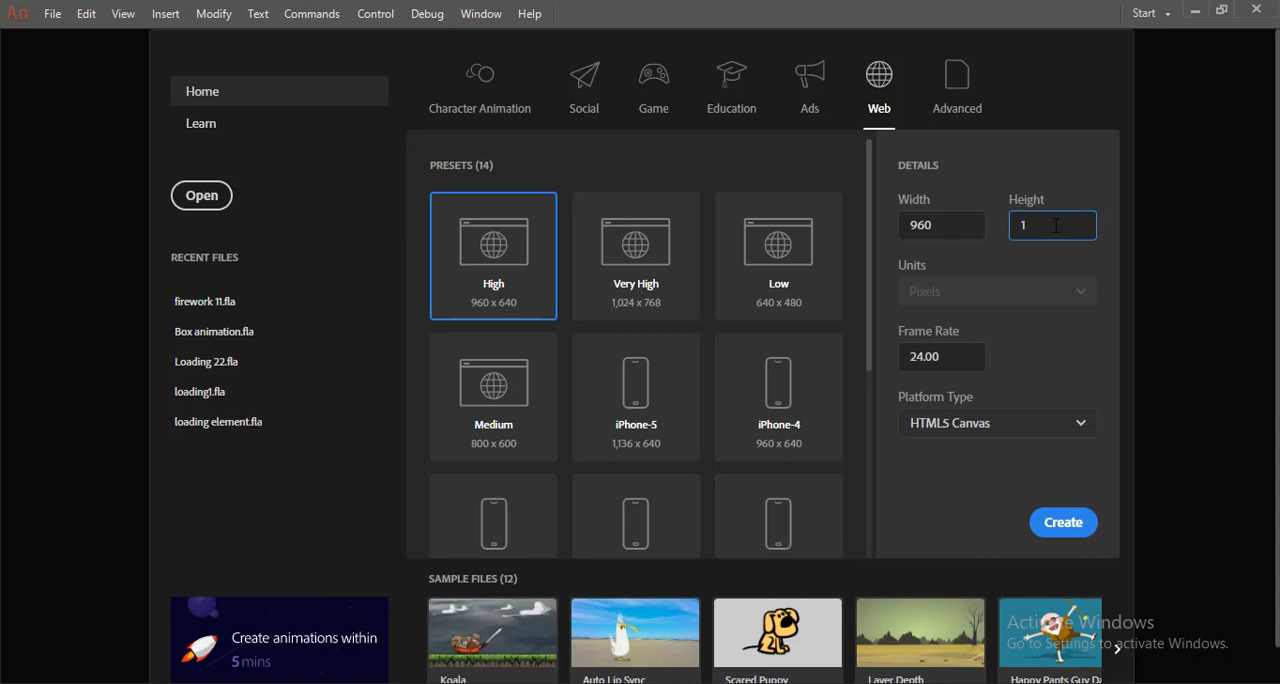 An File Edit View Insert Modify Text Commands Control Debug Window Help Start
Home
Learn
Open
RECENT FILES
firework 11.fla
Box animation.fla
Loading 22.fla
loading1.fla
loading element.fla
Create animations within
5 mins
Character Animation Social Game Education Ads Web Advanced
PRESETS (14)
High
960 x 640
Very High
1,024 x 768
Low
640 x 480
Medium
800 x 600
iPhone-5
1,136 x 640
iPhone-4
960 x 640
DETAILS
Width Height
960 1
Units
Pixels
Frame Rate
24.00
Platform Type
HTML5 Canvas
Create
SAMPLE FILES (12)
Koala Auto Lip Sync Scared Puppy Layer Depth Happy Pants Guy Da
Activate Windows
Go to Settings to activate Windows.